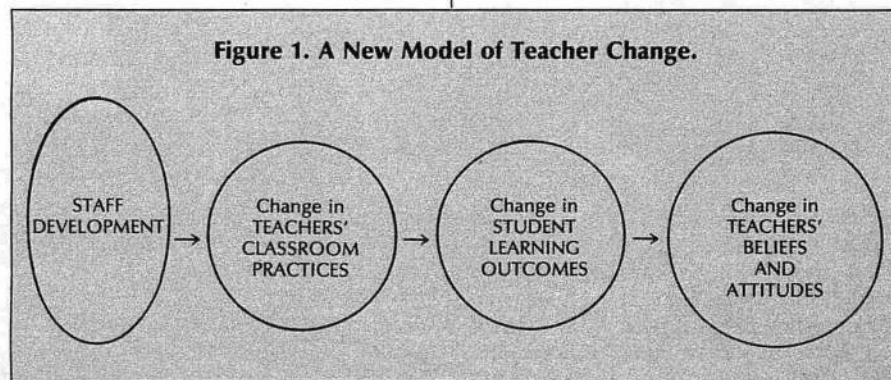 Figure 1. A New Model of Teacher Change.
STAFF
DEVELOPMENT
Change in
TEACHERS'
CLASSROOM
PRACTICES
Change in
STUDENT
LEARNING
OUTCOMES
Change in
TEACHERS'
BELIEFS
AND
ATTITUDES